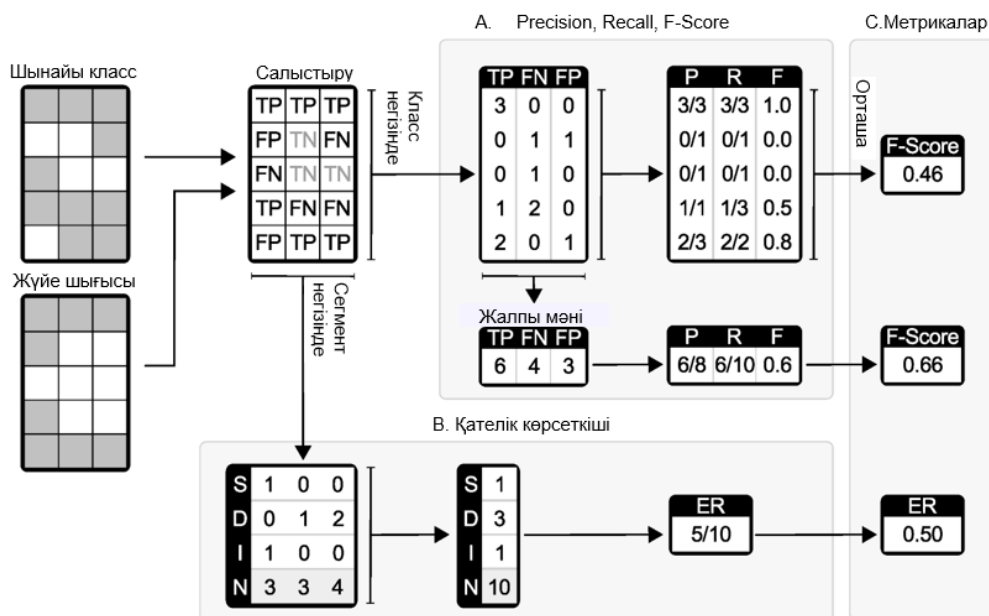 A. Precision, Recall, F-Score
C.Метрикалар
Шынайы класс
Салыстыру
TP TP TP
FP TN FN
FN TN TN
TP FN FN
FP TP TP
Класс
негізінде
TP FN FP
3 0 0
0 1 1
0 1 0
1 2 0
2 0 1
P R F
3/3 3/3 1.0
0/1 0/1 0.0
0/1 0/1 0.0
1/1 1/3 0.5
2/3 2/2 0.8
Орташа
F-Score
0.46
Жүйе шығысы
Сегмент
негізінде
Жалпы мәні
TP FN FP
6 4 3
P R F
6/8 6/10 0.6
F-Score
0.66
B. Қателік көрсеткіші
S 1 0 0
D 0 1 2
I 1 0 0
N 3 3 4
S 1
D 3
I 1
N 10
ER
5/10
ER
0.50